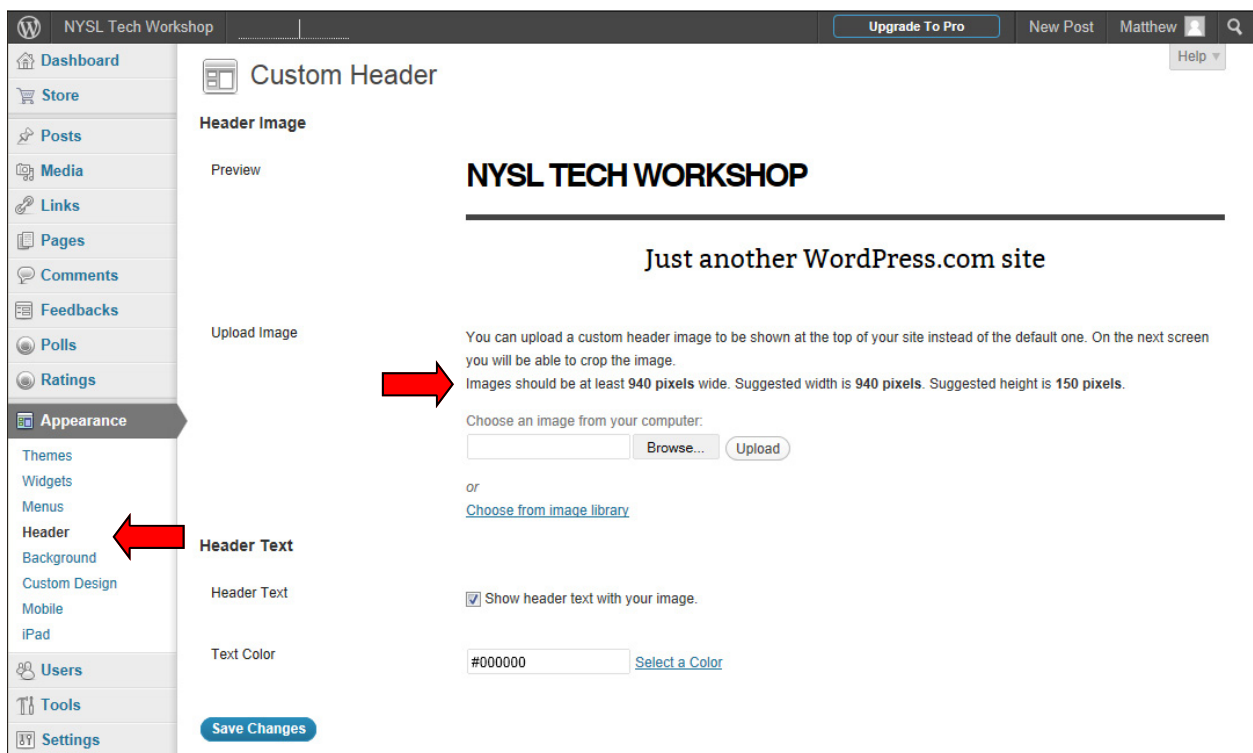 NYSL Tech Workshop
Upgrade To Pro
New Post
Matthew
Help
Dashboard
Store
Posts
Media
Links
Pages
Comments
Feedbacks
Polls
Ratings
Appearance
Themes
Widgets
Menus
Header
Background
Custom Design
Mobile
iPad
Users
Tools
Settings
Custom Header
Header Image
Preview
NYSL TECH WORKSHOP
Just another WordPress.com site
Upload Image
You can upload a custom header image to be shown at the top of your site instead of the default one. On the next screen
you will be able to crop the image.
Images should be at least 940 pixels wide. Suggested width is 940 pixels. Suggested height is 150 pixels.
Choose an image from your computer:
Browse...
Upload
or
Choose from image library
Header Text
Header Text
Show header text with your image.
Text Color
#000000
Select a Color
Save Changes